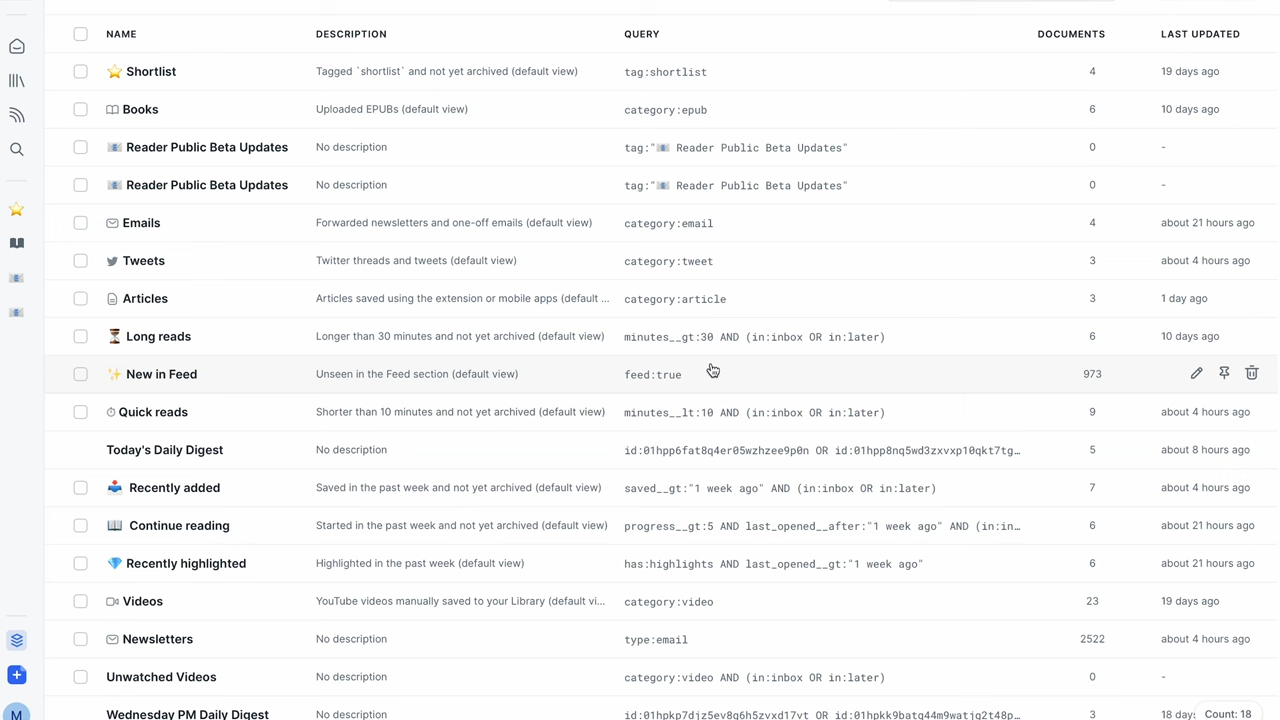 NAME DESCRIPTION QUERY DOCUMENTS LAST UPDATED
Shortlist Tagged `shortlist` and not yet archived (default view) tag:shortlist 4 19 days ago
Books Uploaded EPUBs (default view) category:epub 6 10 days ago
Reader Public Beta Updates No description tag:"📧 Reader Public Beta Updates" 0 -
Reader Public Beta Updates No description tag:"📧 Reader Public Beta Updates" 0 -
Emails Forwarded newsletters and one-off emails (default view) category:email 4 about 21 hours ago
Tweets Twitter threads and tweets (default view) category:tweet 3 about 4 hours ago
Articles Articles saved using the extension or mobile apps (default ... category:article 3 1 day ago
Long reads Longer than 30 minutes and not yet archived (default view) minutes__gt:30 AND (in:inbox OR in:later) 6 10 days ago
New in Feed Unseen in the Feed section (default view) feed:true 973
Quick reads Shorter than 10 minutes and not yet archived (default view) minutes__lt:10 AND (in:inbox OR in:later) 9 about 4 hours ago
Today's Daily Digest No description id:01hpp6fat8q4er05wzhzee9p0n OR id:01hpp8nq5wd3zxvxp10qkt7tg… 5 about 8 hours ago
Recently added Saved in the past week and not yet archived (default view) saved__gt:"1 week ago" AND (in:inbox OR in:later) 7 about 4 hours ago
Continue reading Started in the past week and not yet archived (default view) progress__gt:5 AND last_opened__after:"1 week ago" AND (in:in… 6 about 21 hours ago
Recently highlighted Highlighted in the past week (default view) has:highlights AND last_opened__gt:"1 week ago" 6 about 21 hours ago
Videos YouTube videos manually saved to your Library (default vi... category:video 23 19 days ago
Newsletters No description type:email 2522 about 4 hours ago
Unwatched Videos No description category:video AND (in:inbox OR in:later) 0 -
Wednesday PM Daily Digest No description 3 18 days Count: 18
M